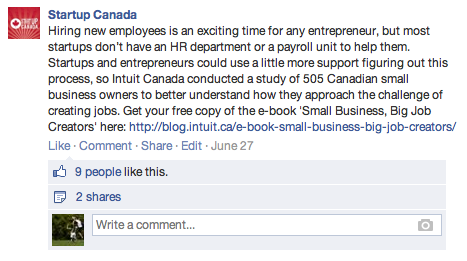 Startup Canada
Hiring new employees is an exciting time for any entrepreneur, but most
startups don't have an HR department or a payroll unit to help them.
Startups and entrepreneurs could use a little more support figuring out this
process, so Intuit Canada conducted a study of 505 Canadian small
business owners to better understand how they approach the challenge of
creating jobs. Get your free copy of the e-book 'Small Business, Big Job
Creators' here: http://blog.intuit.ca/e-book-small-business-big-job-creators/
Like · Comment · Share · Edit · June 27
9 people like this.
2 shares
Write a comment...